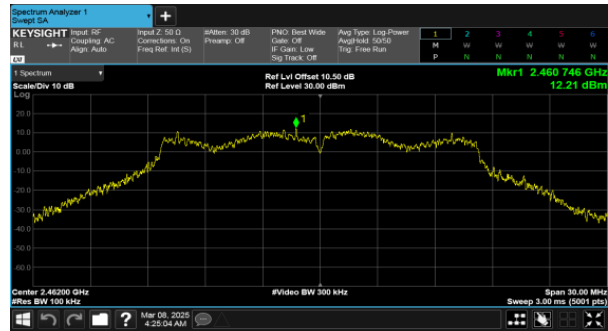 Spectrum Analyzer 1
Swept SA
KEYSIGHT
RL
Input: RF
Coupling: AC
Align: Auto
Input Z: 50 Ω
Corrections: On
Freq Ref: Int (S)
#Atten: 30 dB
Preamp: Off
PNO: Best Wide
Gate: Off
IF Gain: Low
Sig Track: Off
Avg Type: Log-Power
Avg|Hold: 50/50
Trig: Free Run
1 2 3 4 5 6
M W W W W W
P N N N N N
LXI
1 Spectrum
Scale/Div 10 dB
Log
Ref Lvl Offset 10.50 dB
Ref Level 30.00 dBm
Mkr1 2.460 746 GHz
12.21 dBm
1
20.0
10.0
0.00
-10.0
-20.0
-30.0
-40.0
-50.0
-60.0
Center 2.46200 GHz
#Res BW 100 kHz
#Video BW 300 kHz
Span 30.00 MHz
Sweep 3.00 ms (5001 pts)
?
Mar 08, 2025
4:25:04 AM